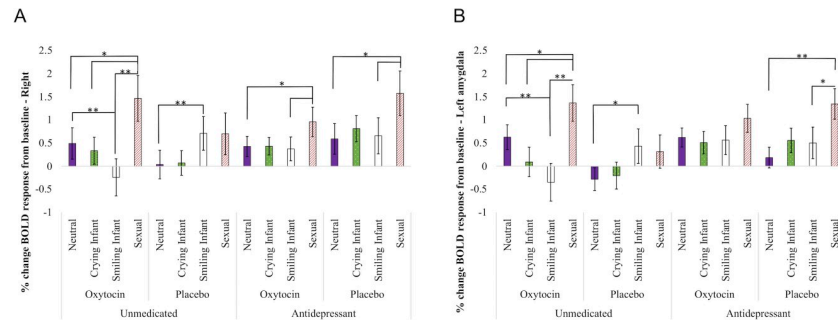 A
% change BOLD response from baseline - Right
2.5
2
1.5
1
0.5
0
-0.5
-1
*
**
**
**
*
*
Neutral
Crying Infant
Smiling Infant
Sexual
Neutral
Crying Infant
Smiling Infant
Sexual
Neutral
Crying Infant
Smiling Infant
Sexual
Neutral
Crying Infant
Smiling Infant
Sexual
Oxytocin Placebo Oxytocin Placebo
Unmedicated Antidepressant
B
% change BOLD response from baseline - Left amygdala
2.5
2
1.5
1
0.5
0
-0.5
-1
*
**
**
*
**
*
Neutral
Crying Infant
Smiling Infant
Sexual
Neutral
Crying Infant
Smiling Infant
Sexual
Neutral
Crying Infant
Smiling Infant
Sexual
Neutral
Crying Infant
Smiling Infant
Sexual
Oxytocin Placebo Oxytocin Placebo
Unmedicated Antidepressant